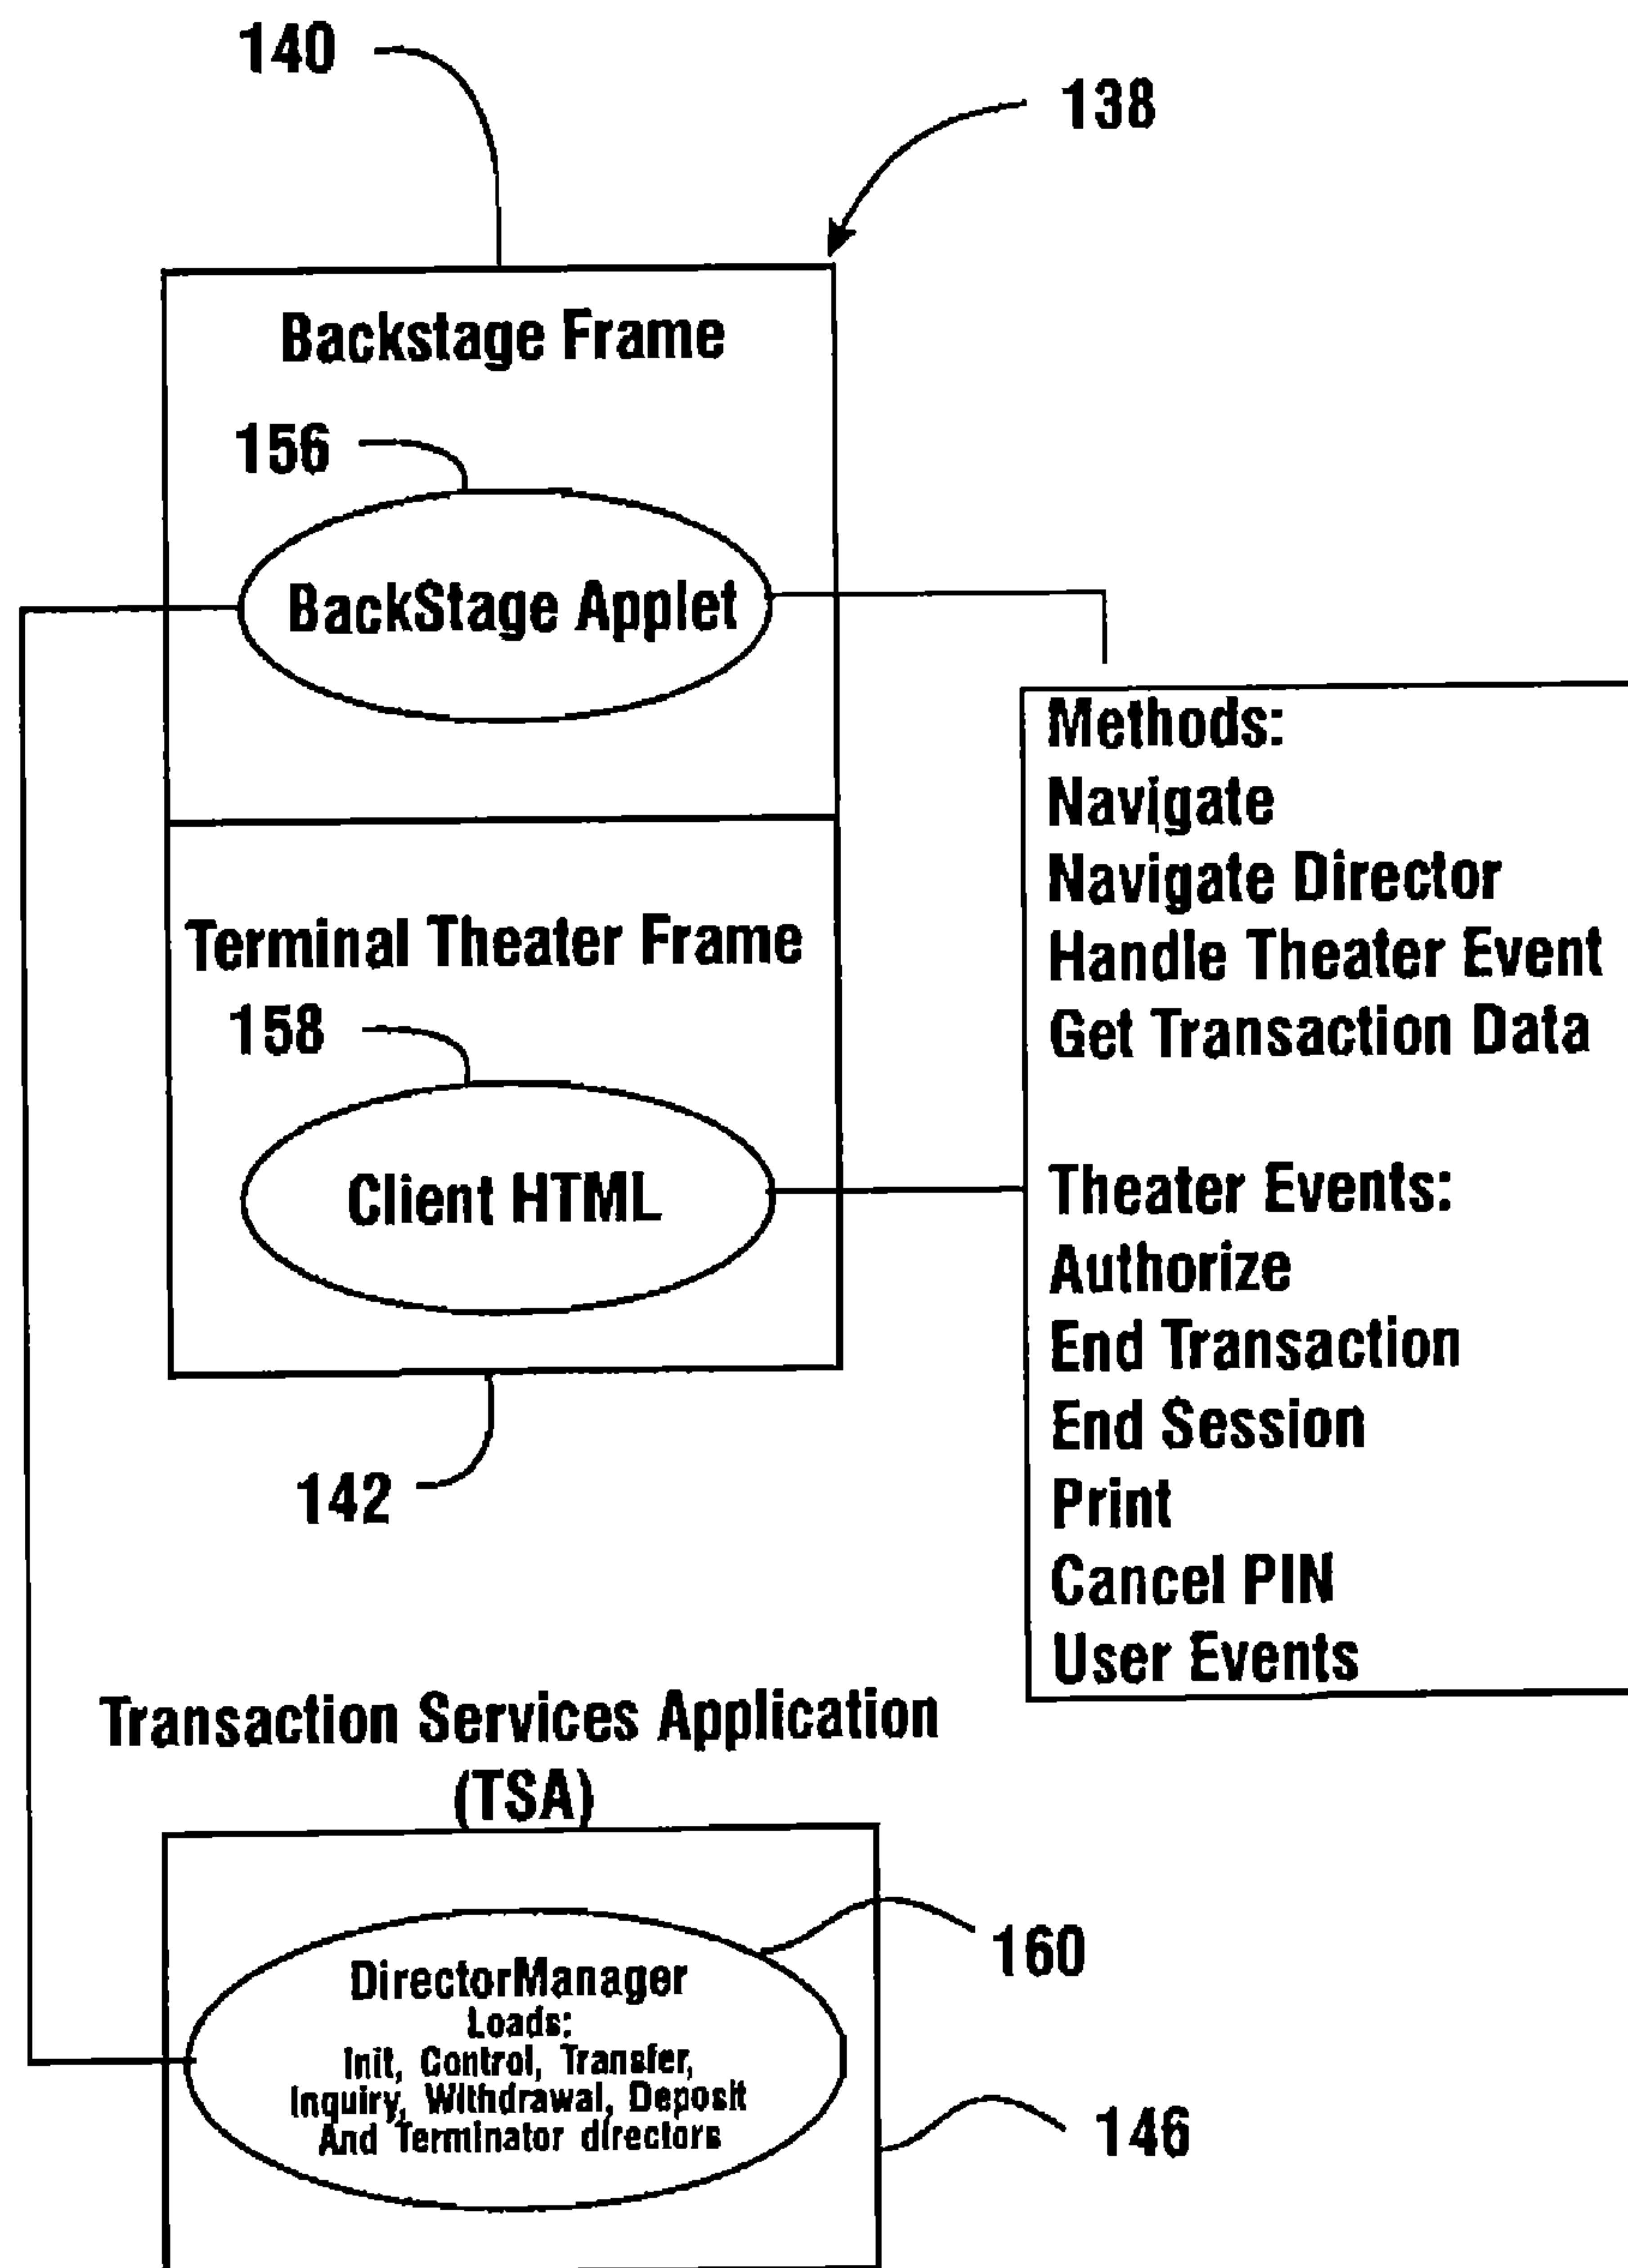 140
138
Backstage Frame
156
BackStage Applet
Methods:
Navigate
Navigate Director
Handle Theater Event
Get Transaction Data
Terminal Theater Frame
158
Client HTML
Theater Events:
Authorize
End Transaction
End Session
Print
Cancel PIN
User Events
142
Transaction Services Application
(TSA)
160
DirectorManager
Loads:
Init, Control, Transfer,
Inquiry, Withdrawal, Deposit
And Terminator directors
146